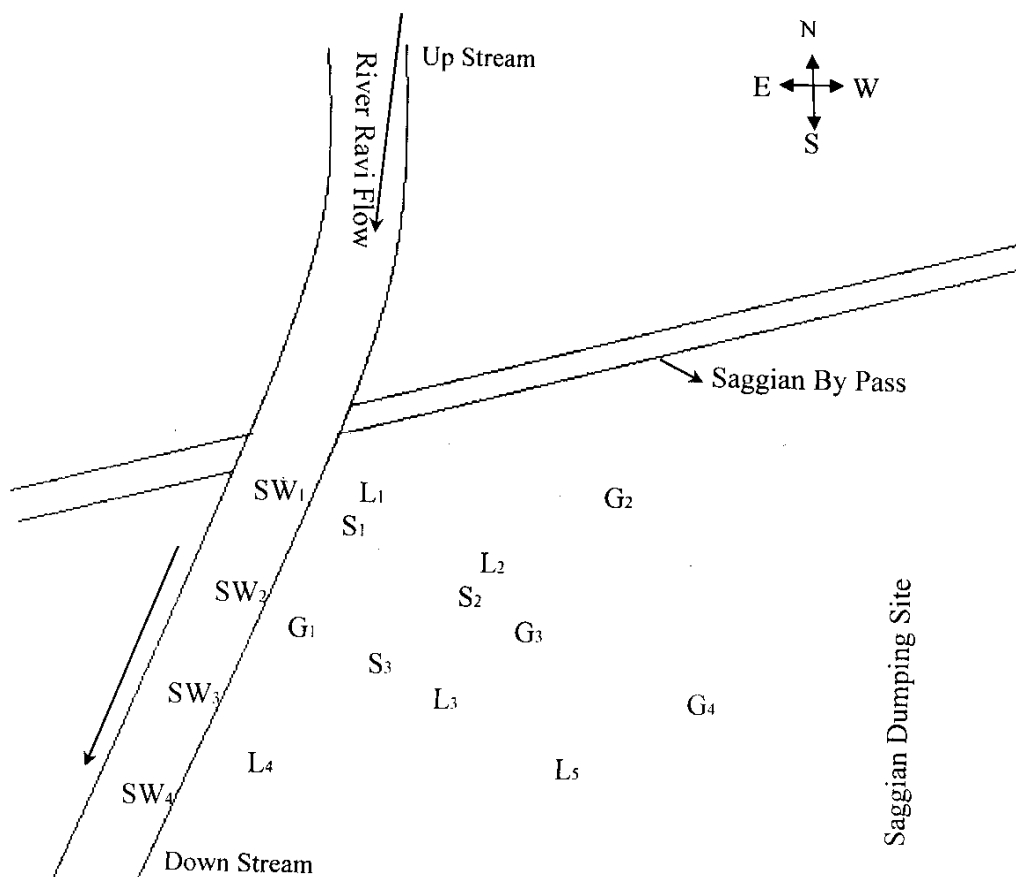 N
Up Stream
E W
S
River Ravi Flow
Saggian By Pass
SW1 L1 G2
S1
L2
SW2 S2
G1 G3
S3
SW3 L3 G4
L4 L5
SW4
Saggian Dumping Site
Down Stream